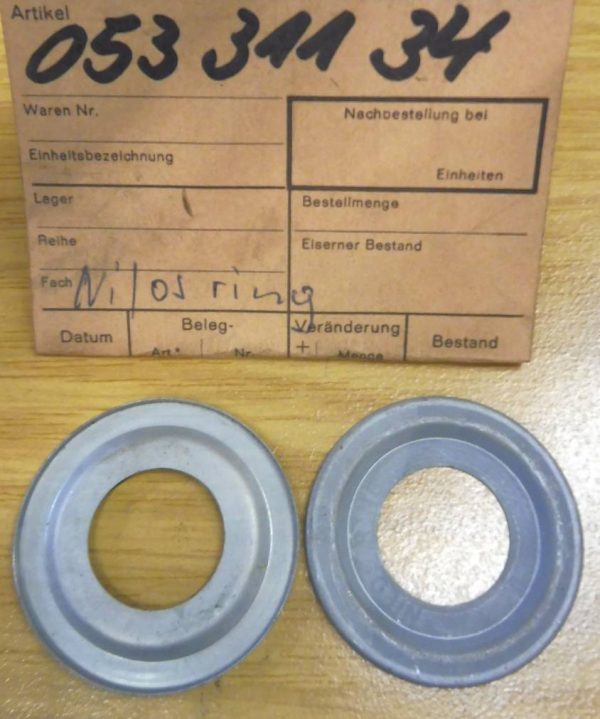 Artikel
053 311 34
Waren Nr.
Nachbestellung bei
Einheitsbezeichnung
Einheiten
Lager
Bestellmenge
Reihe
Eiserner Bestand
Fach Nilos ring
Datum
Beleg-
Veränderung
Bestand
Art*
Nr.
+
Menge